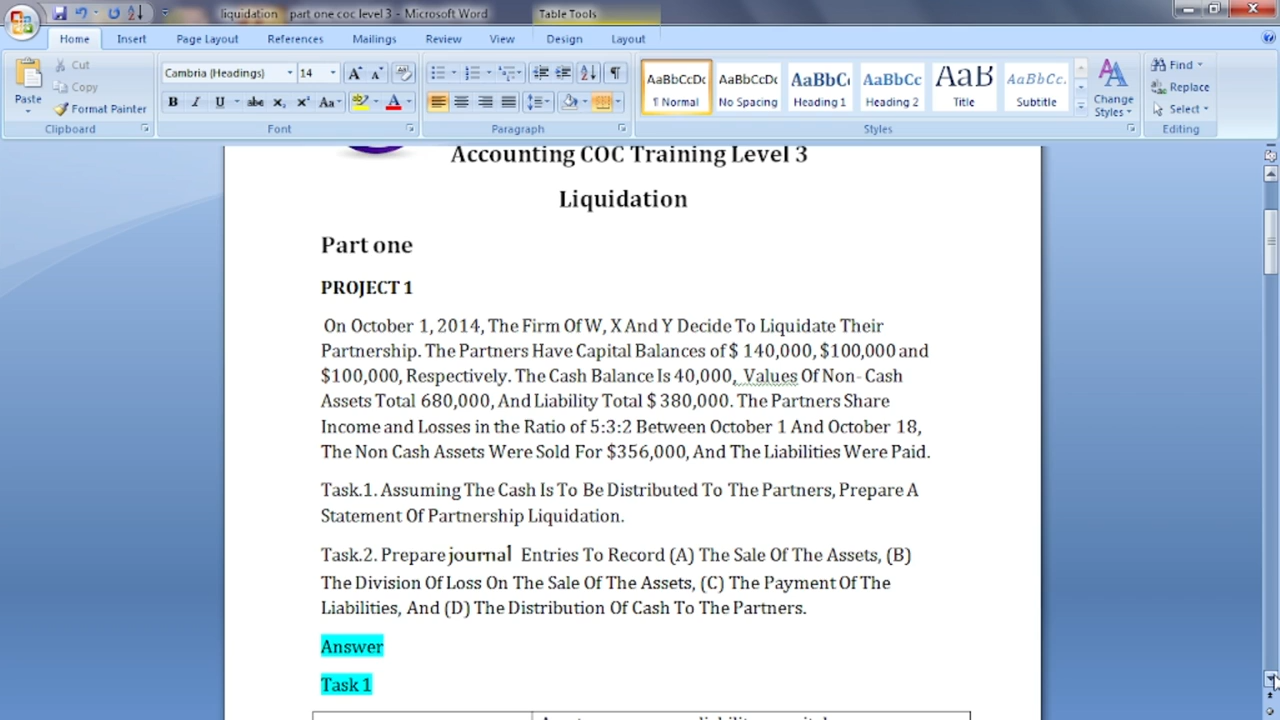 liquidation part one coc level 3 - Microsoft Word
Table Tools
Home
Insert
Page Layout
References
Mailings
Review
View
Design
Layout
Paste
Cut
Copy
Format Painter
Clipboard
Cambria (Headings)
14
Font
Paragraph
AaBbCcDc
¶ Normal
AaBbCcDc
No Spacing
AaBbC
Heading 1
AaBbCc
Heading 2
AaB
Title
AaBbCc.
Subtitle
Change Styles
Styles
Find
Replace
Select
Editing
Accounting COC Training Level 3
Liquidation
Part one
PROJECT 1
On October 1, 2014, The Firm Of W, X And Y Decide To Liquidate Their
Partnership. The Partners Have Capital Balances of $ 140,000, $100,000 and
$100,000, Respectively. The Cash Balance Is 40,000, Values Of Non- Cash
Assets Total 680,000, And Liability Total $ 380,000. The Partners Share
Income and Losses in the Ratio of 5:3:2 Between October 1 And October 18,
The Non Cash Assets Were Sold For $356,000, And The Liabilities Were Paid.
Task.1. Assuming The Cash Is To Be Distributed To The Partners, Prepare A
Statement Of Partnership Liquidation.
Task.2. Prepare journal Entries To Record (A) The Sale Of The Assets, (B)
The Division Of Loss On The Sale Of The Assets, (C) The Payment Of The
Liabilities, And (D) The Distribution Of Cash To The Partners.
Answer
Task 1